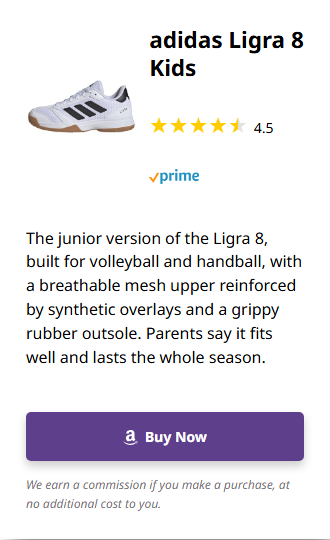 adidas Ligra 8
Kids
4.5
prime
The junior version of the Ligra 8,
built for volleyball and handball, with
a breathable mesh upper reinforced
by synthetic overlays and a grippy
rubber outsole. Parents say it fits
well and lasts the whole season.
Buy Now
We earn a commission if you make a purchase, at
no additional cost to you.